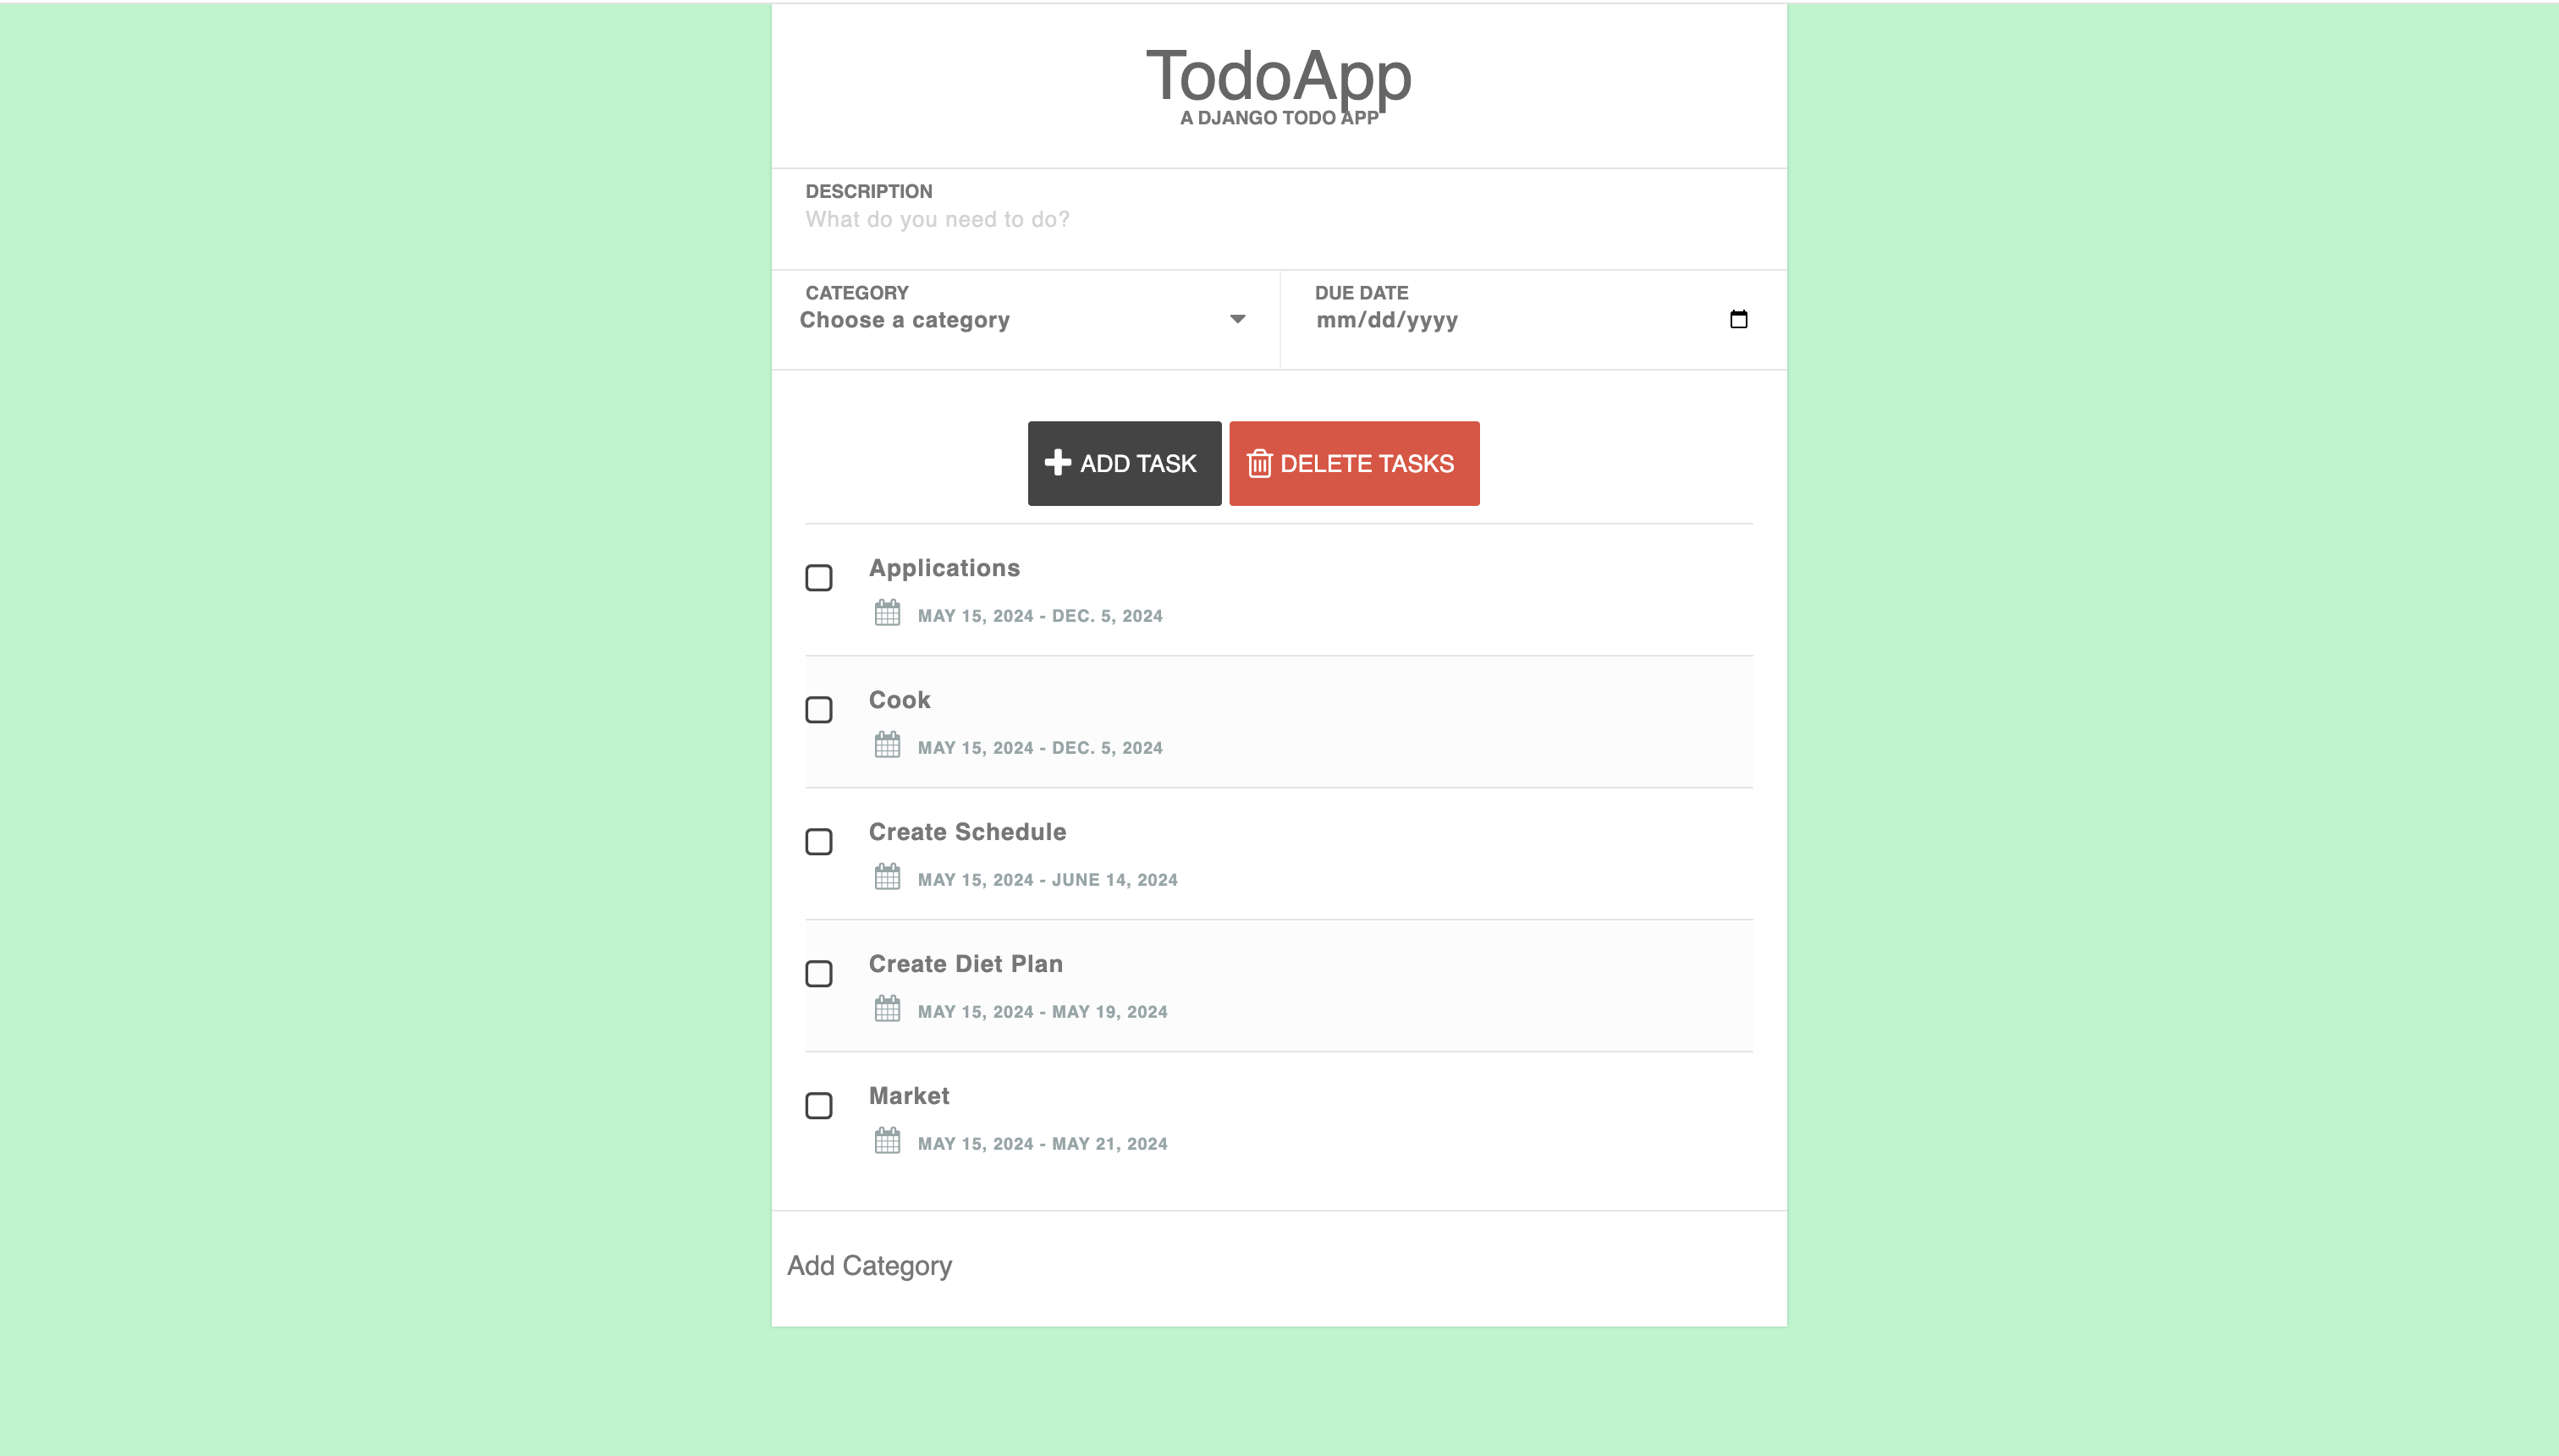 TodoApp
A DJANGO TODO APP
DESCRIPTION
What do you need to do?
CATEGORY
Choose a category
DUE DATE
mm/dd/yyyy
ADD TASK
DELETE TASKS
Applications
MAY 15, 2024 - DEC. 5, 2024
Cook
MAY 15, 2024 - DEC. 5, 2024
Create Schedule
MAY 15, 2024 - JUNE 14, 2024
Create Diet Plan
MAY 15, 2024 - MAY 19, 2024
Market
MAY 15, 2024 - MAY 21, 2024
Add Category